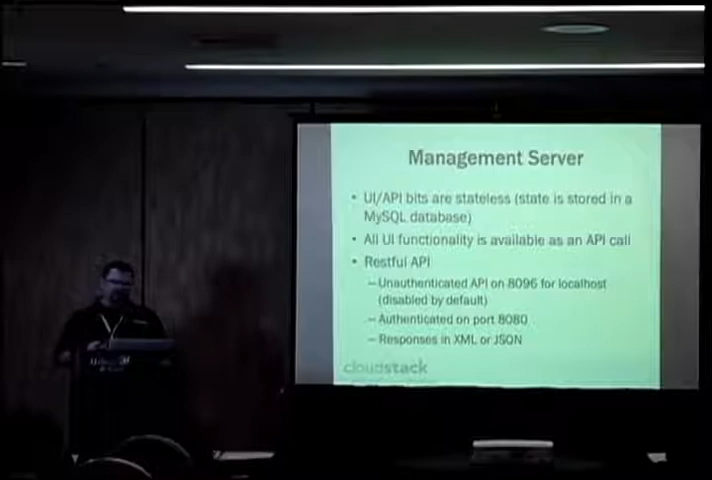 Management Server
• UI/API bits are stateless (state is stored in a
MySQL database)
• All UI functionality is available as an API call
• Restful API
–Unauthenticated API on 8096 for localhost
(disabled by default)
–Authenticated on port 8080
–Responses in XML or JSON
cloudstack